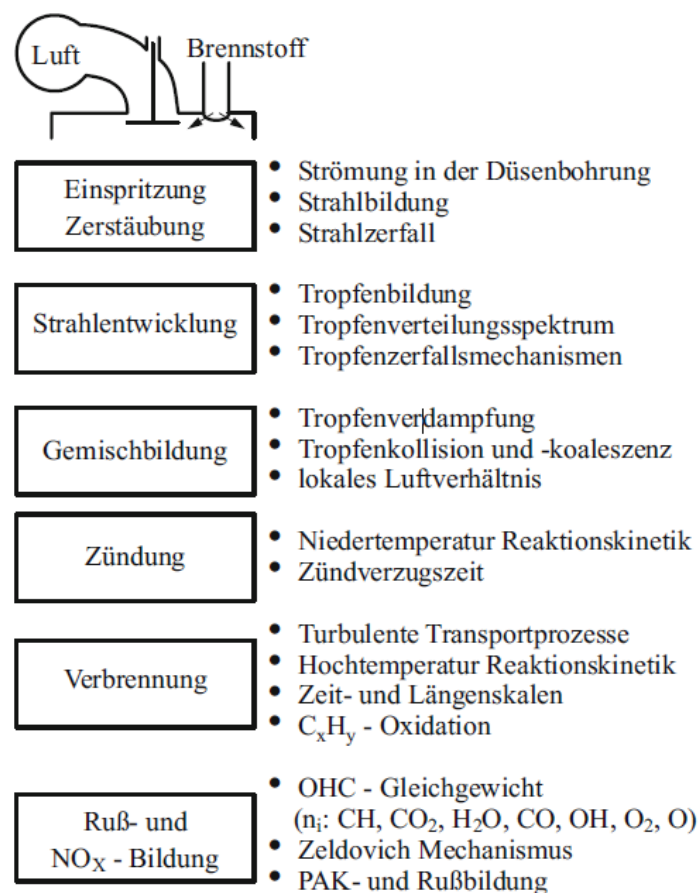 Luft
Brennstoff
Einspritzung
Zerstäubung
• Strömung in der Düsenbohrung
• Strahlbildung
• Strahlzerfall
Strahlentwicklung
• Tropfenbildung
• Tropfenverteilungsspektrum
• Tropfenzerfallsmechanismen
Gemischbildung
• Tropfenverdampfung
• Tropfenkollision und -koaleszenz
• lokales Luftverhältnis
Zündung
• Niedertemperatur Reaktionskinetik
• Zündverzugszeit
Verbrennung
• Turbulente Transportprozesse
• Hochtemperatur Reaktionskinetik
• Zeit- und Längenskalen
• CₓHᵧ - Oxidation
Ruß- und
NOₓ - Bildung
• OHC - Gleichgewicht
(nᵢ: CH, CO₂, H₂O, CO, OH, O₂, O)
• Zeldovich Mechanismus
• PAK- und Rußbildung